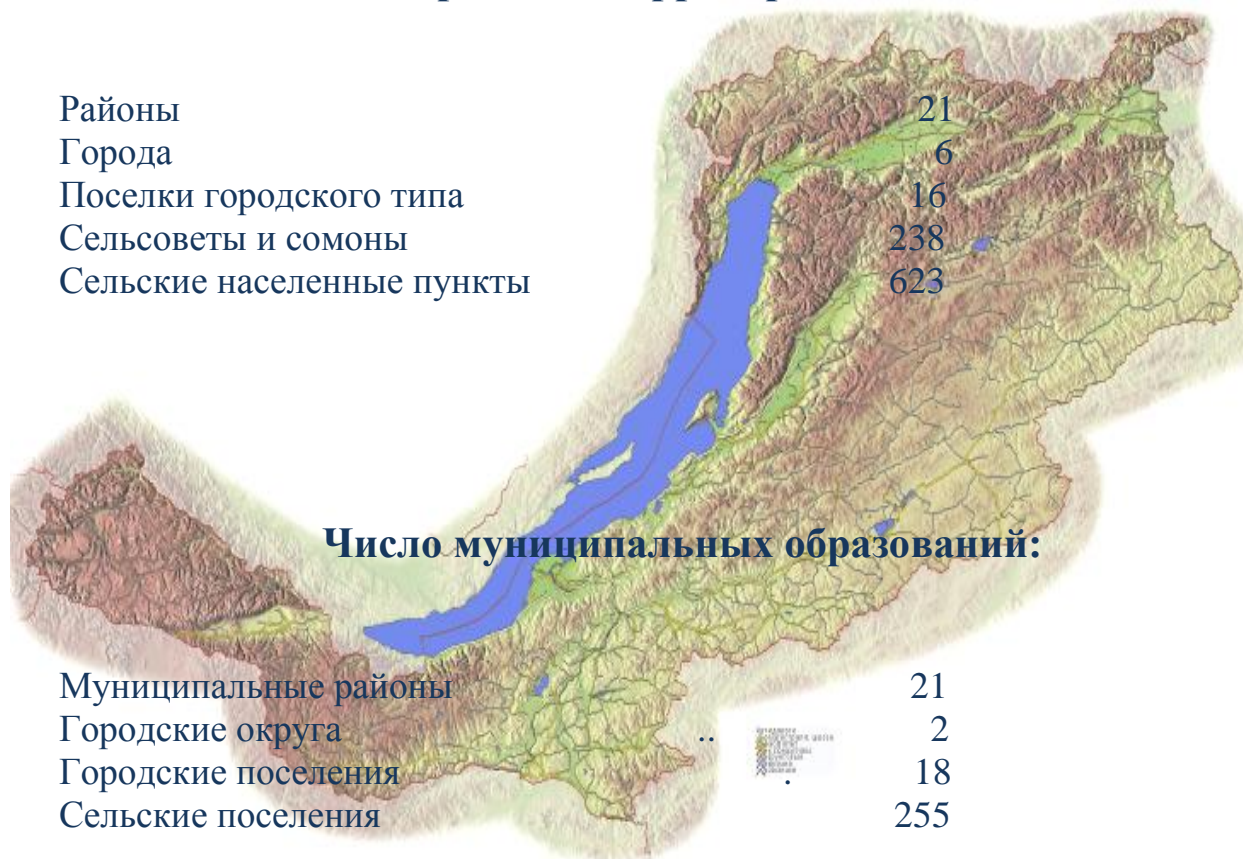 Районы 21
Города 6
Поселки городского типа 16
Сельсоветы и сомоны 238
Сельские населенные пункты 623
Число муниципальных образований:
Муниципальные районы 21
Городские округа .. 2
Городские поселения . 18
Сельские поселения 255